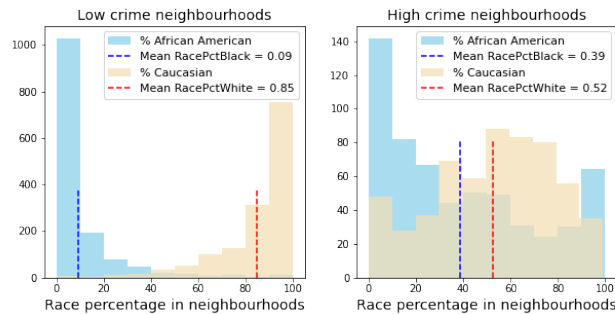 Low crime neighbourhoods
% African American
Mean RacePctBlack = 0.09
% Caucasian
Mean RacePctWhite = 0.85
1000
800
600
400
200
0
0 20 40 60 80 100
Race percentage in neighbourhoods
High crime neighbourhoods
% African American
Mean RacePctBlack = 0.39
% Caucasian
Mean RacePctWhite = 0.52
140
120
100
80
60
40
20
0
0 20 40 60 80 100
Race percentage in neighbourhoods